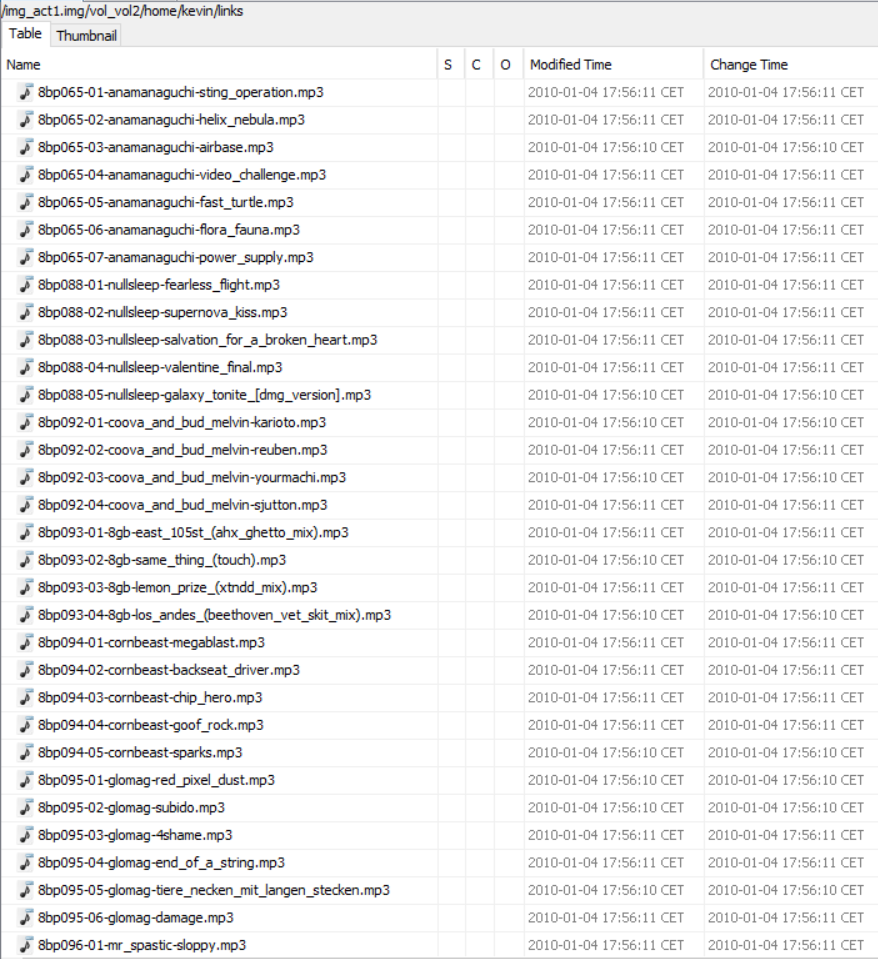 /img_act1.img/vol_vol2/home/kevin/links
Table Thumbnail
Name S C O Modified Time Change Time
8bp065-01-anamanaguchi-sting_operation.mp3 2010-01-04 17:56:11 CET 2010-01-04 17:56:11 CET
8bp065-02-anamanaguchi-helix_nebula.mp3 2010-01-04 17:56:11 CET 2010-01-04 17:56:11 CET
8bp065-03-anamanaguchi-airbase.mp3 2010-01-04 17:56:10 CET 2010-01-04 17:56:10 CET
8bp065-04-anamanaguchi-video_challenge.mp3 2010-01-04 17:56:11 CET 2010-01-04 17:56:11 CET
8bp065-05-anamanaguchi-fast_turtle.mp3 2010-01-04 17:56:11 CET 2010-01-04 17:56:11 CET
8bp065-06-anamanaguchi-flora_fauna.mp3 2010-01-04 17:56:11 CET 2010-01-04 17:56:11 CET
8bp065-07-anamanaguchi-power_supply.mp3 2010-01-04 17:56:11 CET 2010-01-04 17:56:11 CET
8bp088-01-nullsleep-fearless_flight.mp3 2010-01-04 17:56:11 CET 2010-01-04 17:56:11 CET
8bp088-02-nullsleep-supernova_kiss.mp3 2010-01-04 17:56:11 CET 2010-01-04 17:56:11 CET
8bp088-03-nullsleep-salvation_for_a_broken_heart.mp3 2010-01-04 17:56:11 CET 2010-01-04 17:56:11 CET
8bp088-04-nullsleep-valentine_final.mp3 2010-01-04 17:56:11 CET 2010-01-04 17:56:11 CET
8bp088-05-nullsleep-galaxy_tonite_[dmg_version].mp3 2010-01-04 17:56:10 CET 2010-01-04 17:56:10 CET
8bp092-01-coova_and_bud_melvin-karioto.mp3 2010-01-04 17:56:10 CET 2010-01-04 17:56:10 CET
8bp092-02-coova_and_bud_melvin-reuben.mp3 2010-01-04 17:56:11 CET 2010-01-04 17:56:11 CET
8bp092-03-coova_and_bud_melvin-yourmachi.mp3 2010-01-04 17:56:10 CET 2010-01-04 17:56:10 CET
8bp092-04-coova_and_bud_melvin-sjutton.mp3 2010-01-04 17:56:11 CET 2010-01-04 17:56:11 CET
8bp093-01-8gb-east_105st_(ahx_ghetto_mix).mp3 2010-01-04 17:56:11 CET 2010-01-04 17:56:11 CET
8bp093-02-8gb-same_thing_(touch).mp3 2010-01-04 17:56:10 CET 2010-01-04 17:56:10 CET
8bp093-03-8gb-lemon_prize_(xtndd_mix).mp3 2010-01-04 17:56:11 CET 2010-01-04 17:56:11 CET
8bp093-04-8gb-los_andes_(beethoven_vet_skit_mix).mp3 2010-01-04 17:56:10 CET 2010-01-04 17:56:10 CET
8bp094-01-cornbeast-megablast.mp3 2010-01-04 17:56:11 CET 2010-01-04 17:56:11 CET
8bp094-02-cornbeast-backseat_driver.mp3 2010-01-04 17:56:10 CET 2010-01-04 17:56:10 CET
8bp094-03-cornbeast-chip_hero.mp3 2010-01-04 17:56:11 CET 2010-01-04 17:56:11 CET
8bp094-04-cornbeast-goof_rock.mp3 2010-01-04 17:56:11 CET 2010-01-04 17:56:11 CET
8bp094-05-cornbeast-sparks.mp3 2010-01-04 17:56:10 CET 2010-01-04 17:56:10 CET
8bp095-01-glomag-red_pixel_dust.mp3 2010-01-04 17:56:10 CET 2010-01-04 17:56:10 CET
8bp095-02-glomag-subido.mp3 2010-01-04 17:56:10 CET 2010-01-04 17:56:10 CET
8bp095-03-glomag-4shame.mp3 2010-01-04 17:56:11 CET 2010-01-04 17:56:11 CET
8bp095-04-glomag-end_of_a_string.mp3 2010-01-04 17:56:11 CET 2010-01-04 17:56:11 CET
8bp095-05-glomag-tiere_necken_mit_langen_stecken.mp3 2010-01-04 17:56:10 CET 2010-01-04 17:56:10 CET
8bp095-06-glomag-damage.mp3 2010-01-04 17:56:11 CET 2010-01-04 17:56:11 CET
8bp096-01-mr_spastic-sloppy.mp3 2010-01-04 17:56:11 CET 2010-01-04 17:56:11 CET